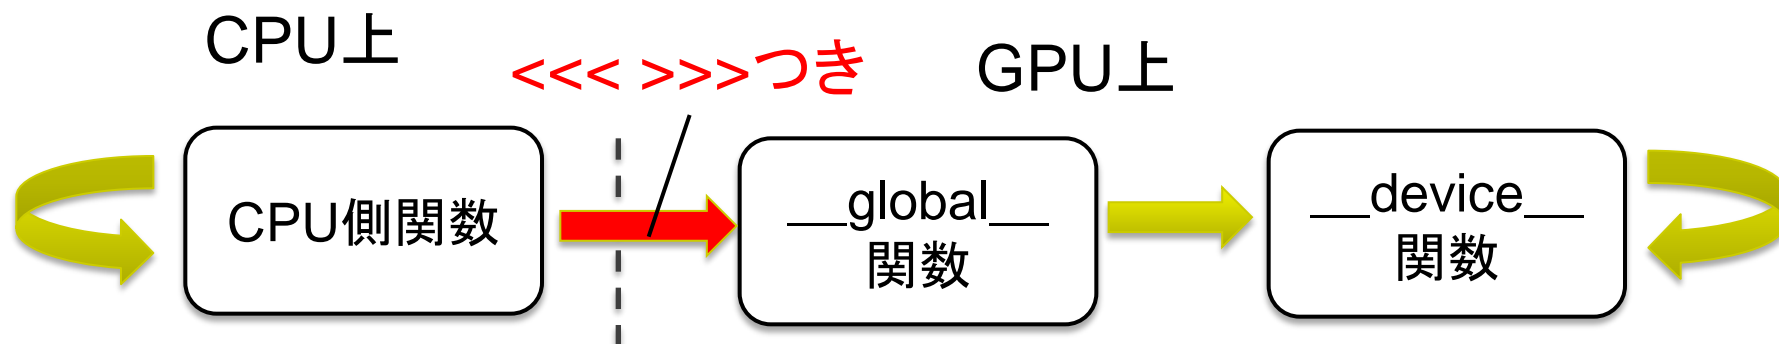 CPU上
<<< >>>つき
GPU上
CPU側関数
__global__
関数
__device__
関数